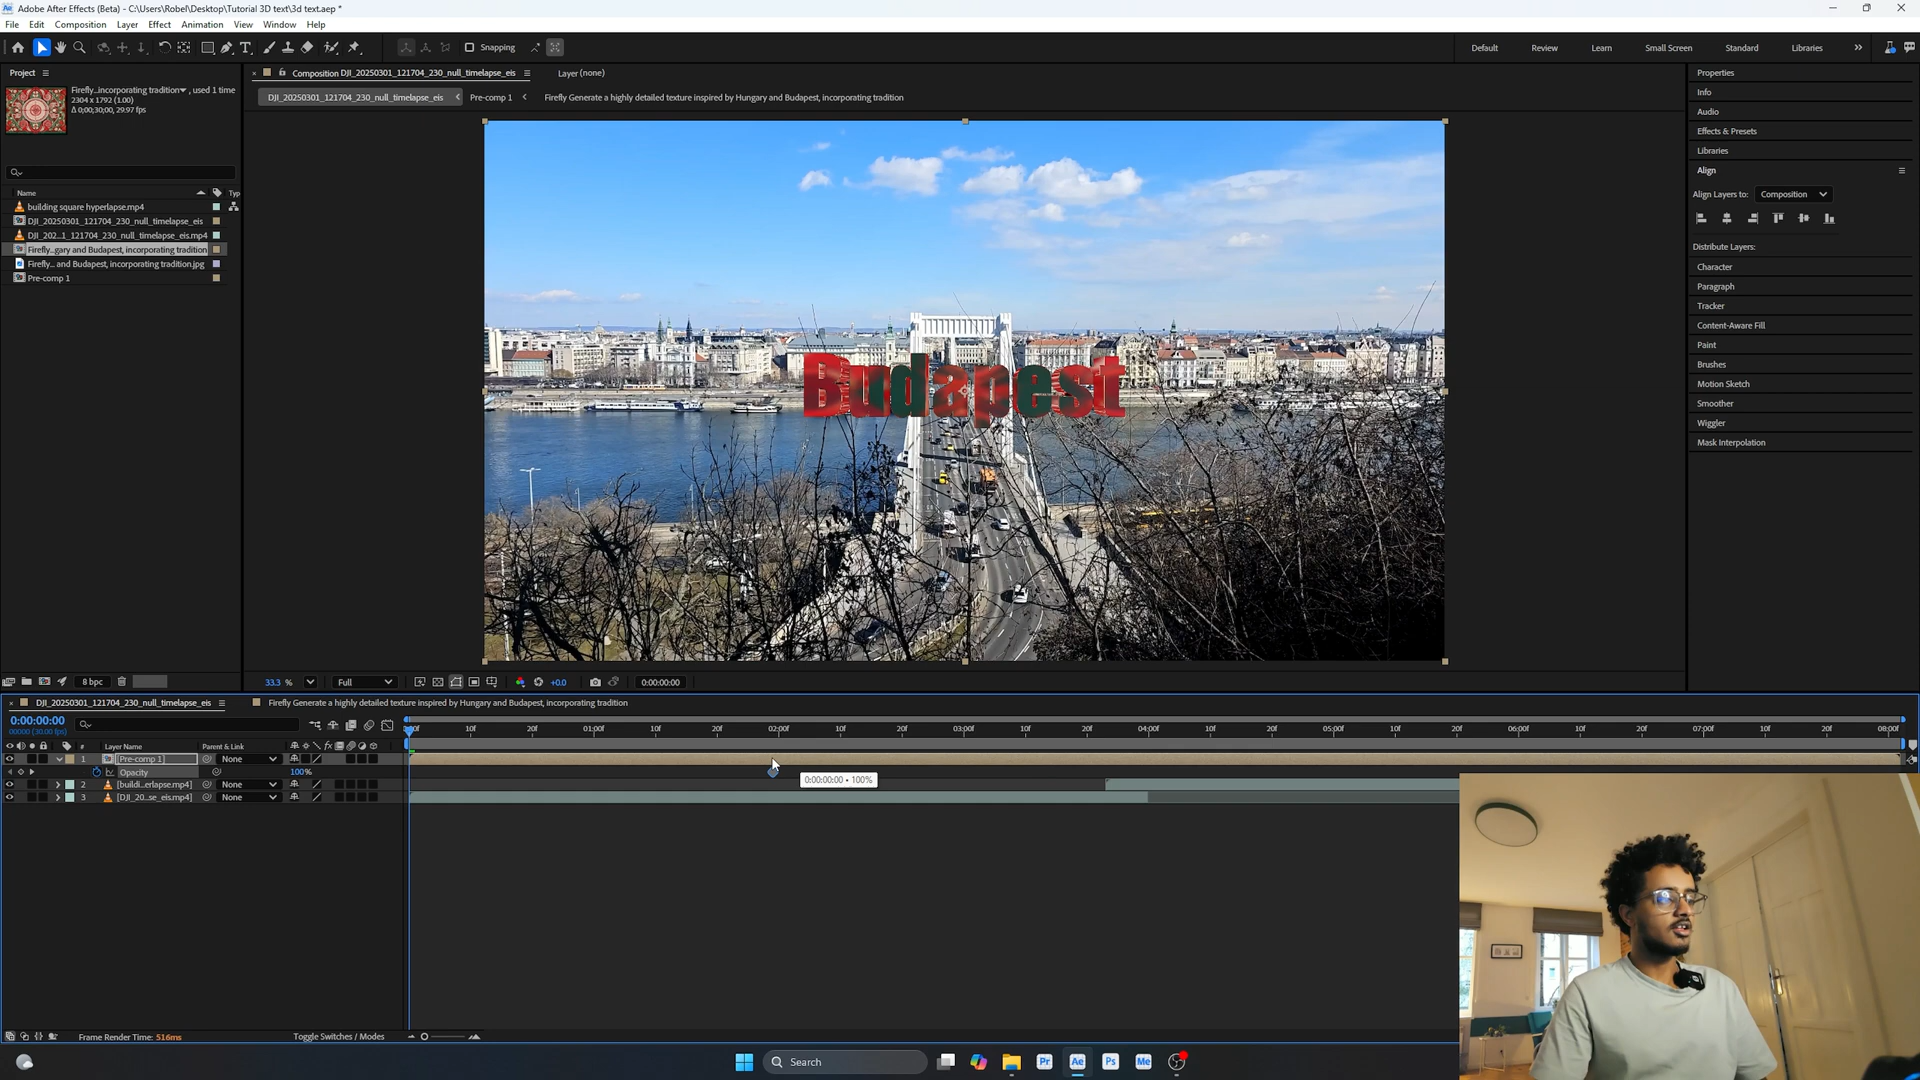 Adobe After Effects (Beta) - C:\Users\Robel\Desktop\Tutorial 3D text\3d text.aep *
File Edit Composition Layer Effect Animation View Window Help
Snapping
Default Review Learn Small Screen Standard Libraries
Project
Firefly...incorporating tradition, used 1 time
2304 x 1792 (1.00)
Δ 0;00;30;00, 29.97 fps
Name Typ
building square hyperlapse.mp4
DJI_20250301_121704_230_null_timelapse_eis
DJI_202...1_121704_230_null_timelapse_eis.mp4
Firefly...gary and Budapest, incorporating tradition
Firefly... and Budapest, incorporating tradition.jpg
Pre-comp 1
8 bpc
Composition DJI_20250301_121704_230_null_timelapse_eis
Layer (none)
DJI_20250301_121704_230_null_timelapse_eis Pre-comp 1 Firefly Generate a highly detailed texture inspired by Hungary and Budapest, incorporating tradition
Budapest
33.3 % Full +0.0 0:00:00:00
Properties
Info
Audio
Effects & Presets
Libraries
Align
Align Layers to: Composition
Distribute Layers:
Character
Paragraph
Tracker
Content-Aware Fill
Paint
Brushes
Motion Sketch
Smoother
Wiggler
Mask Interpolation
DJI_20250301_121704_230_null_timelapse_eis Firefly Generate a highly detailed texture inspired by Hungary and Budapest, incorporating tradition
0:00:00:00
00000 (30.00 fps)
:00f 10f 20f 01:00f 10f 20f 02:00f 10f 20f 03:00f 10f 20f 04:00f 10f 20f 05:00f 10f 20f 06:00f 10f 20f 07:00f 10f 20f 08:00f
# Layer Name Parent & Link
1 [Pre-comp 1] None
Opacity 100%
0:00:00:00 • 100%
2 [buildi...erlapse.mp4] None
3 [DJI_20...se_eis.mp4] None
Frame Render Time: 516ms Toggle Switches / Modes
Search
Pr Ae Ps Me